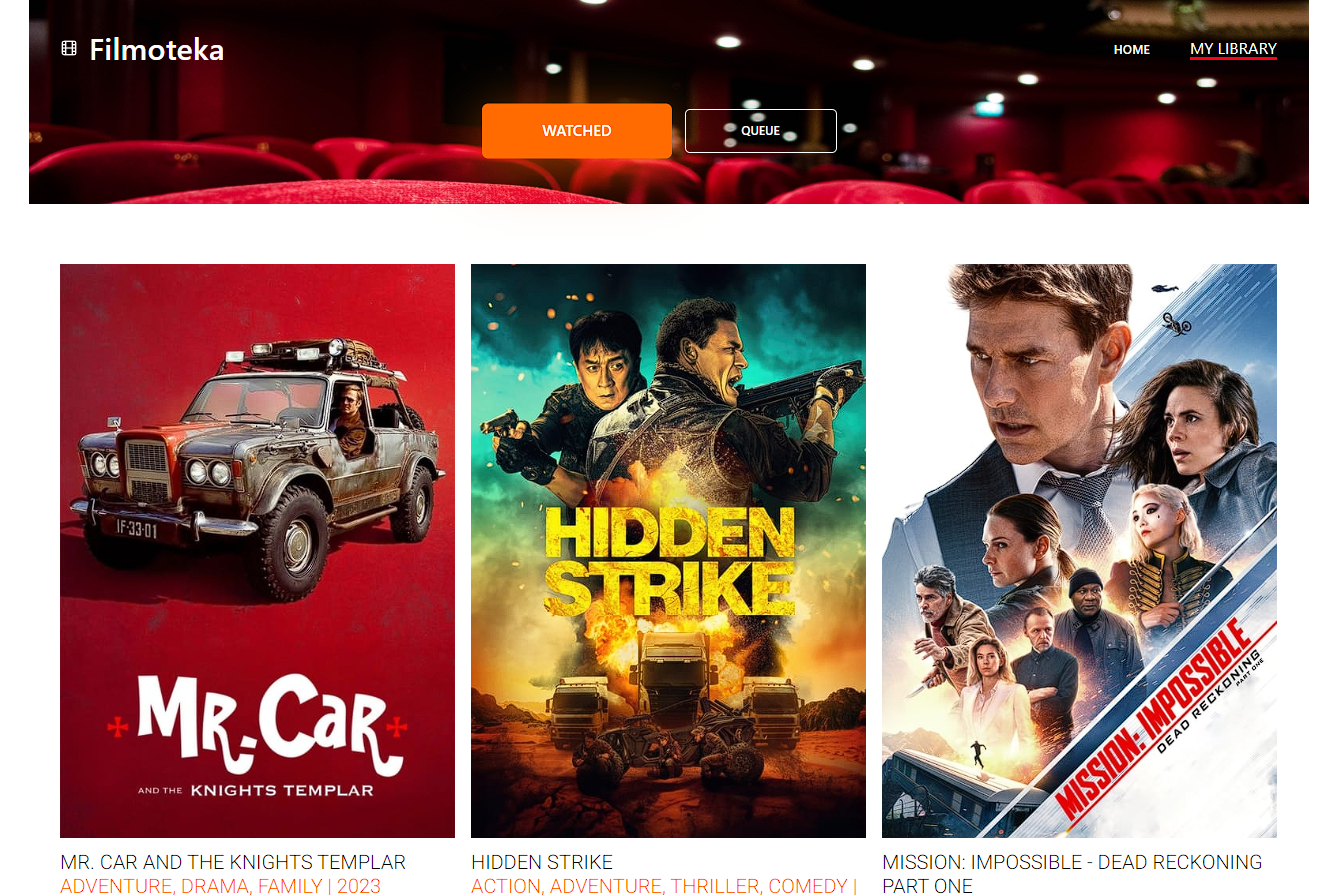 Filmoteka
HOME
MY LIBRARY
WATCHED
QUEUE
IF-33-01
MR. CAR
AND THE KNIGHTS TEMPLAR
HIDDEN
STRIKE
MISSION: IMPOSSIBLE
DEAD RECKONING
PART ONE
MR. CAR AND THE KNIGHTS TEMPLAR
ADVENTURE, DRAMA, FAMILY | 2023
HIDDEN STRIKE
ACTION, ADVENTURE, THRILLER, COMEDY |
MISSION: IMPOSSIBLE - DEAD RECKONING
PART ONE